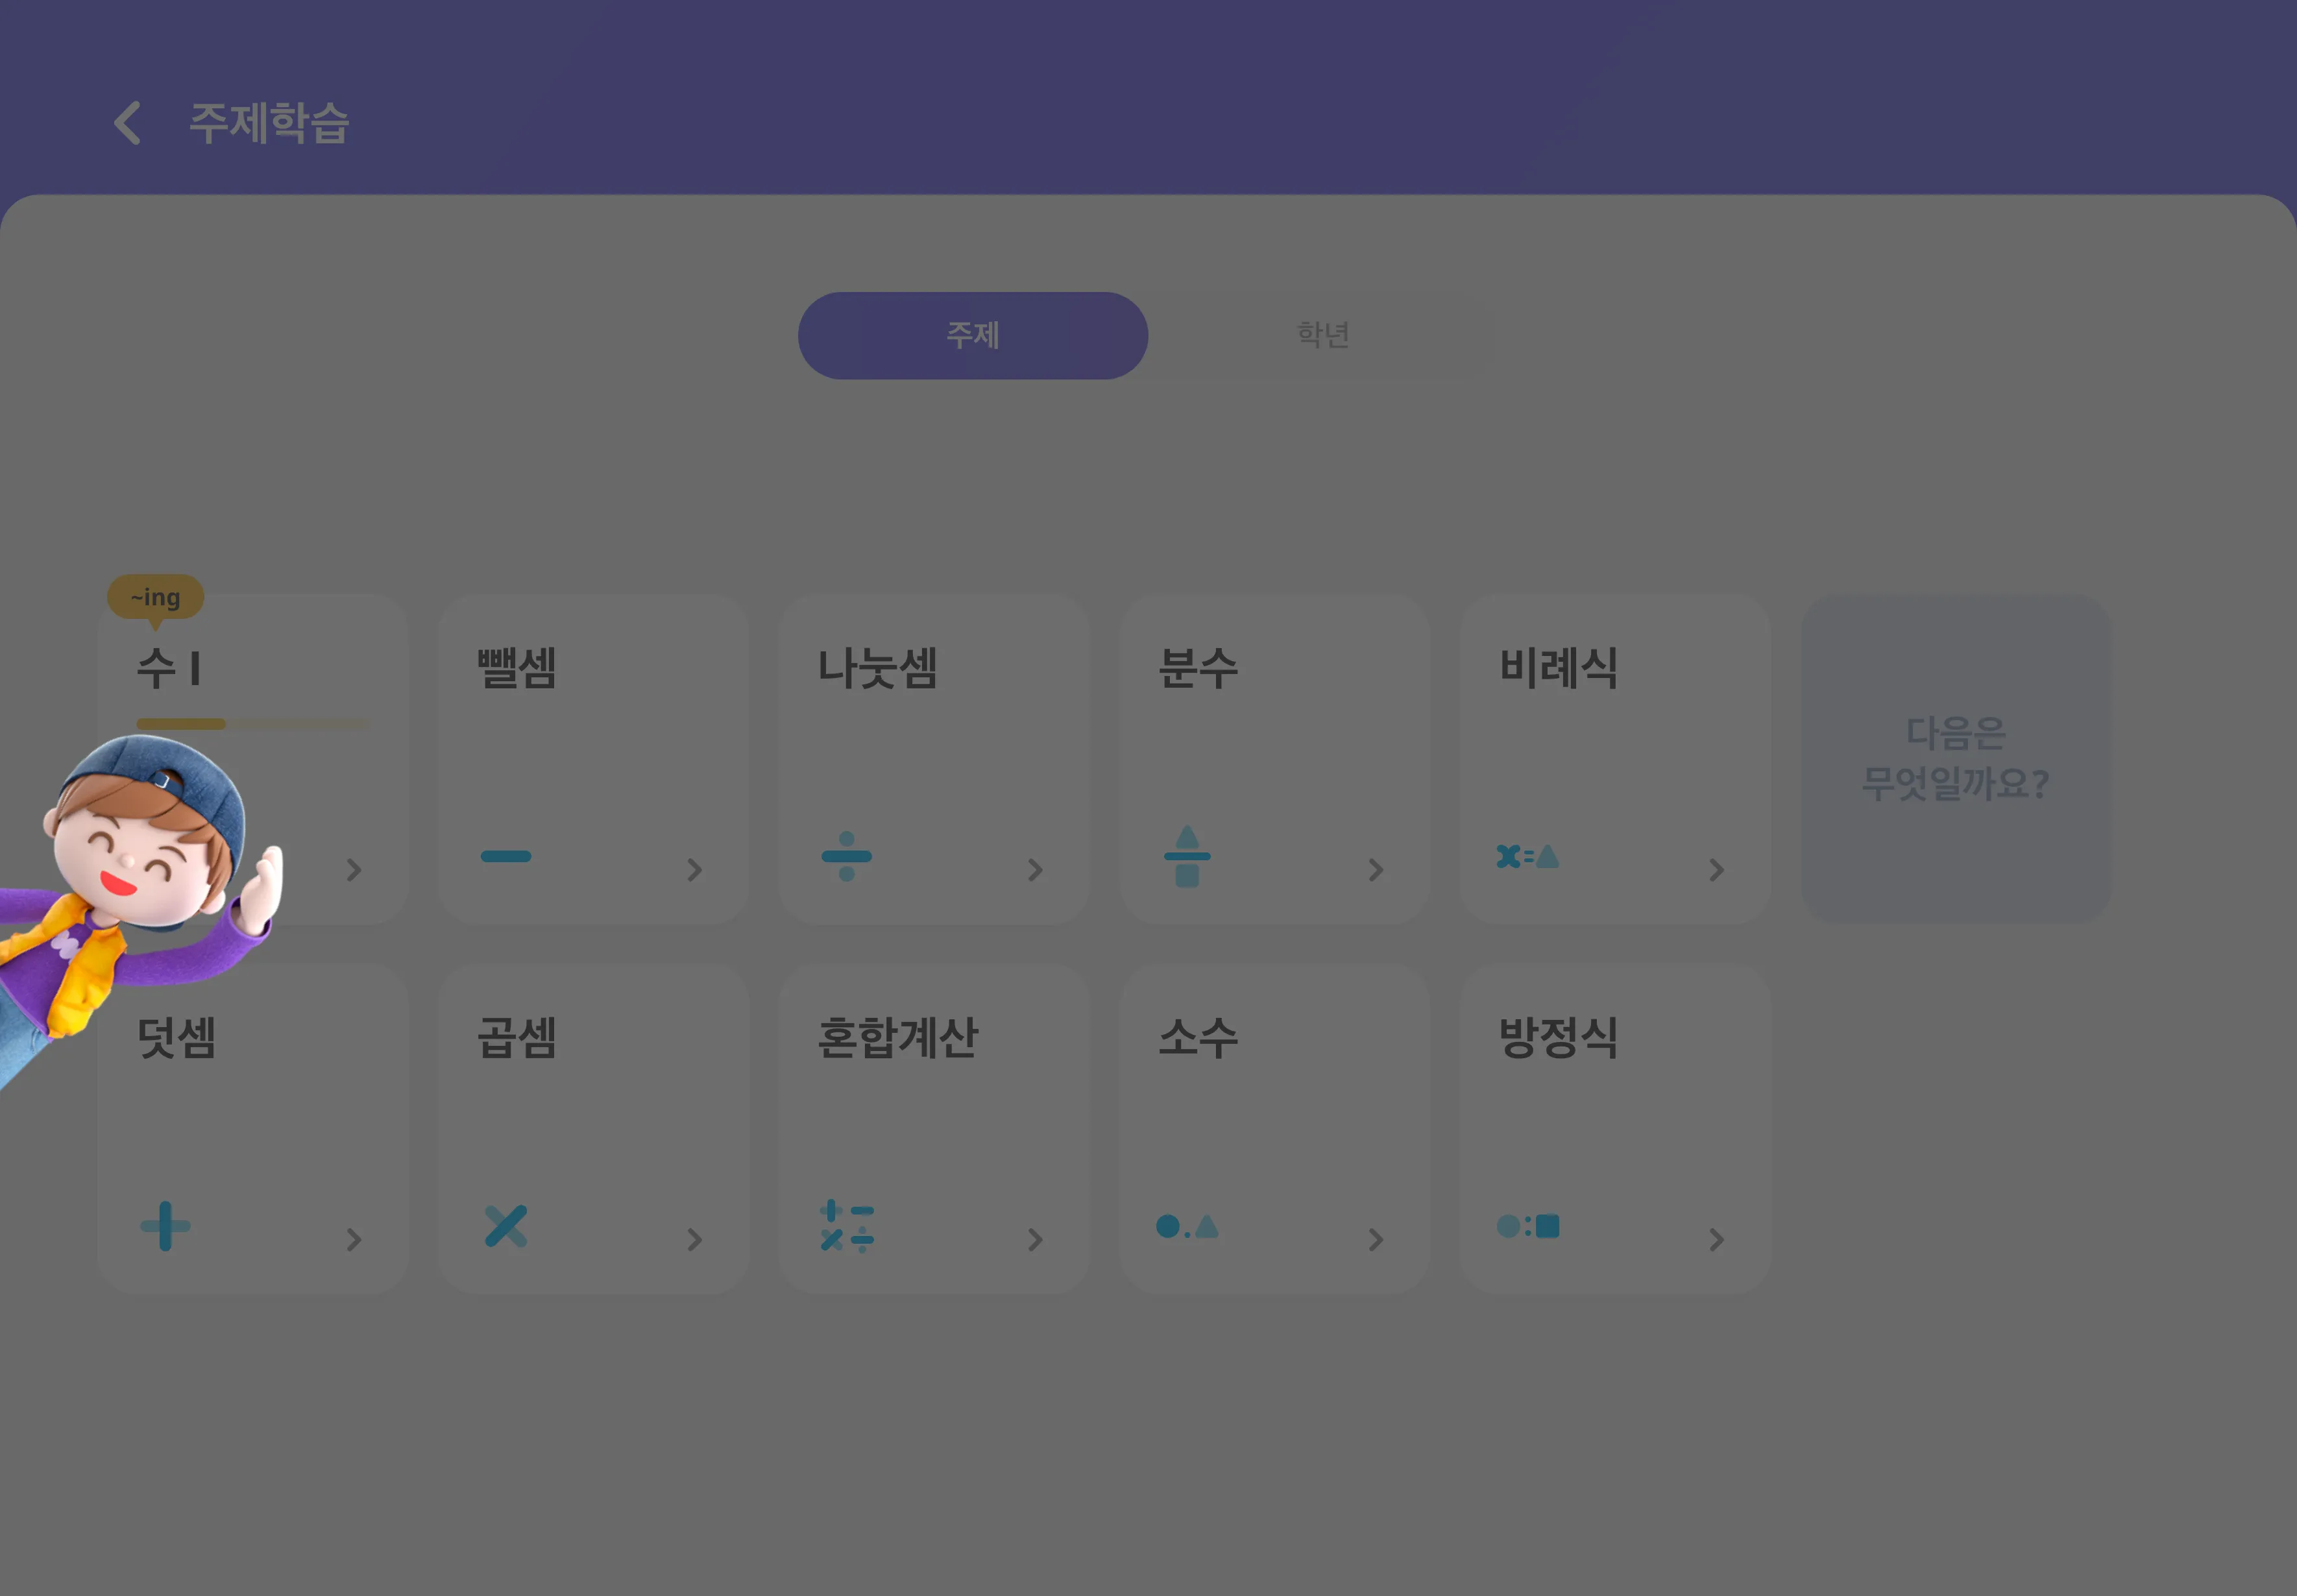 주제학습
주제
학년
~ing
수 I
뺄셈
나눗셈
분수
비례식
다음은
무엇일까요?
덧셈
곱셈
혼합계산
소수
방정식